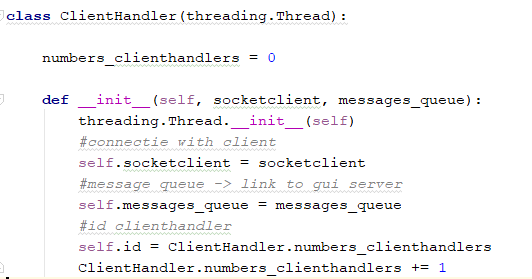 class ClientHandler(threading.Thread):
numbers_clienthandlers = 0
def __init__(self, socketclient, messages_queue):
threading.Thread.__init__(self)
#connectie with client
self.socketclient = socketclient
#message queue -> link to gui server
self.messages_queue = messages_queue
#id clienthandler
self.id = ClientHandler.numbers_clienthandlers
ClientHandler.numbers_clienthandlers += 1